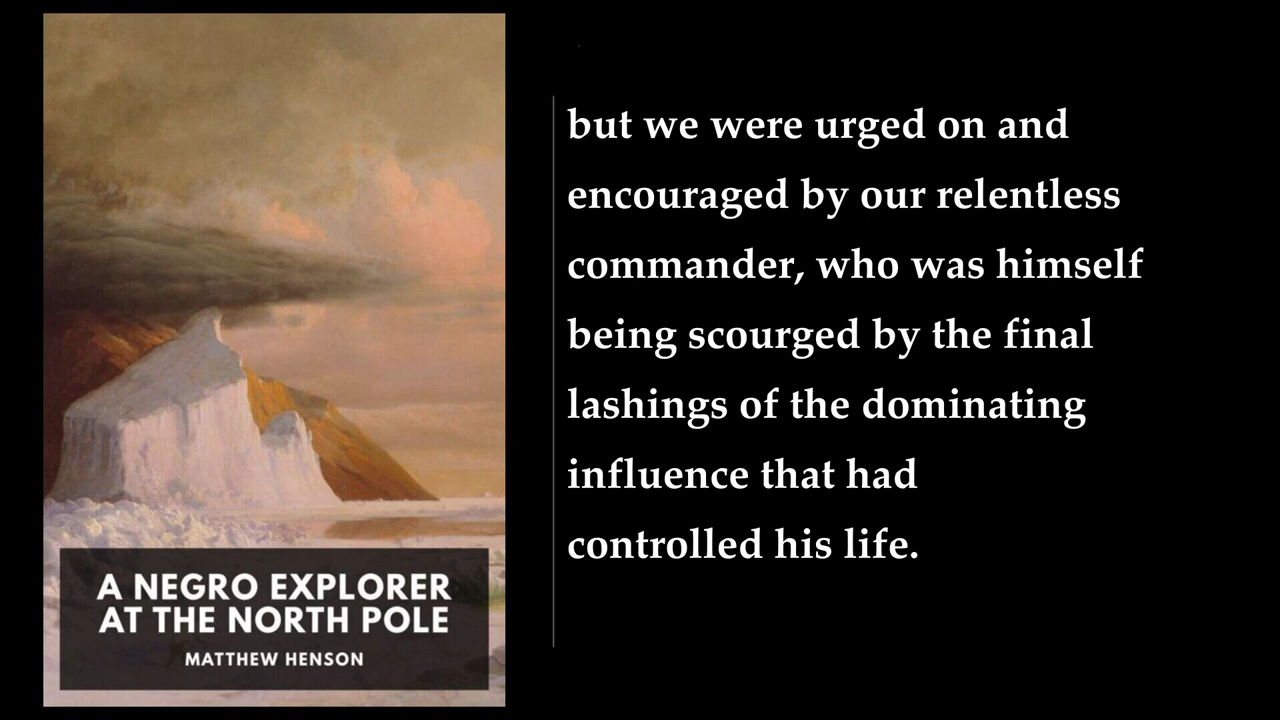 but we were urged on and
encouraged by our relentless
commander, who was himself
being scourged by the final
lashings of the dominating
influence that had
controlled his life.
A NEGRO EXPLORER
AT THE NORTH POLE
MATTHEW HENSON